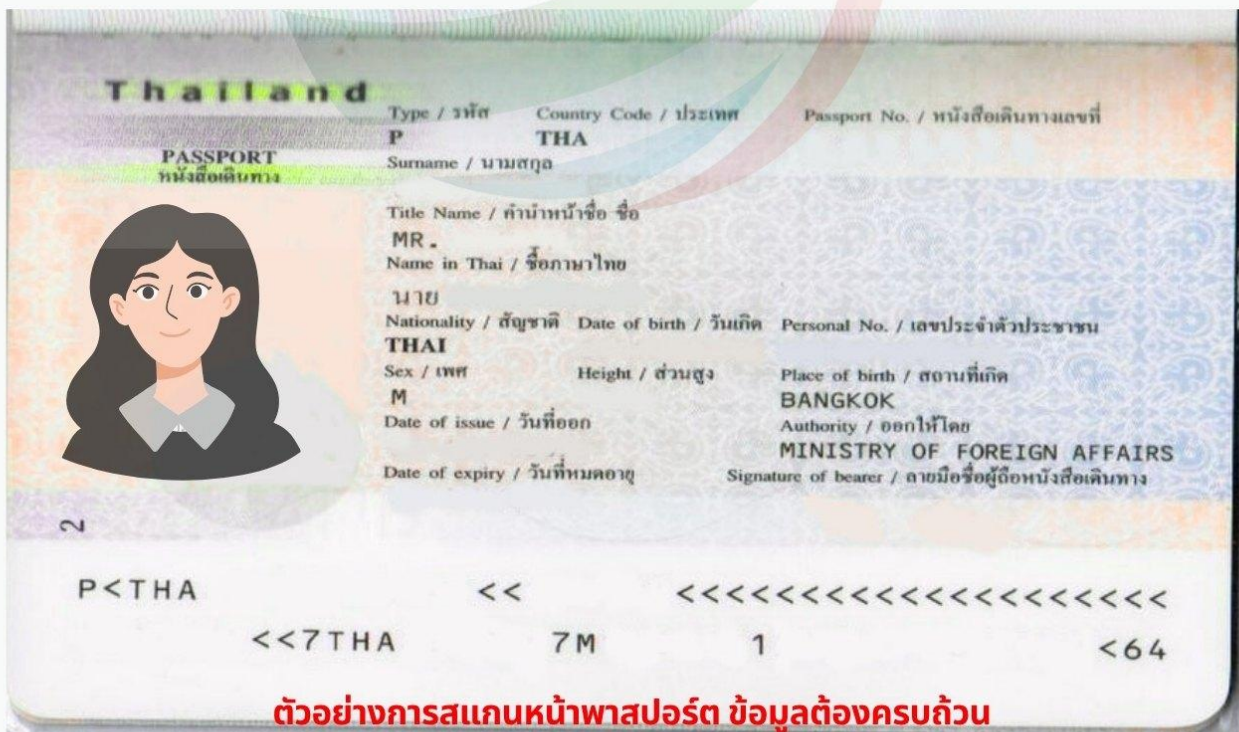 Thailand
PASSPORT
หนังสือเดินทาง
Type / รหัส Country Code / ประเทศ Passport No. / หนังสือเดินทางเลขที่
P THA
Surname / นามสกุล
Title Name / คำนำหน้าชื่อ ชื่อ
MR.
Name in Thai / ชื่อภาษาไทย
นาย
Nationality / สัญชาติ Date of birth / วันเกิด Personal No. / เลขประจำตัวประชาชน
THAI
Sex / เพศ Height / ส่วนสูง Place of birth / สถานที่เกิด
M BANGKOK
Date of issue / วันที่ออก Authority / ออกให้โดย
MINISTRY OF FOREIGN AFFAIRS
Date of expiry / วันที่หมดอายุ Signature of bearer / ลายมือชื่อผู้ถือหนังสือเดินทาง
2
P<THA << <<<<<<<<<<<<<<<<<<<<
<<7THA 7M 1 <64
ตัวอย่างการสแกนหน้าพาสปอร์ต ข้อมูลต้องครบถ้วน